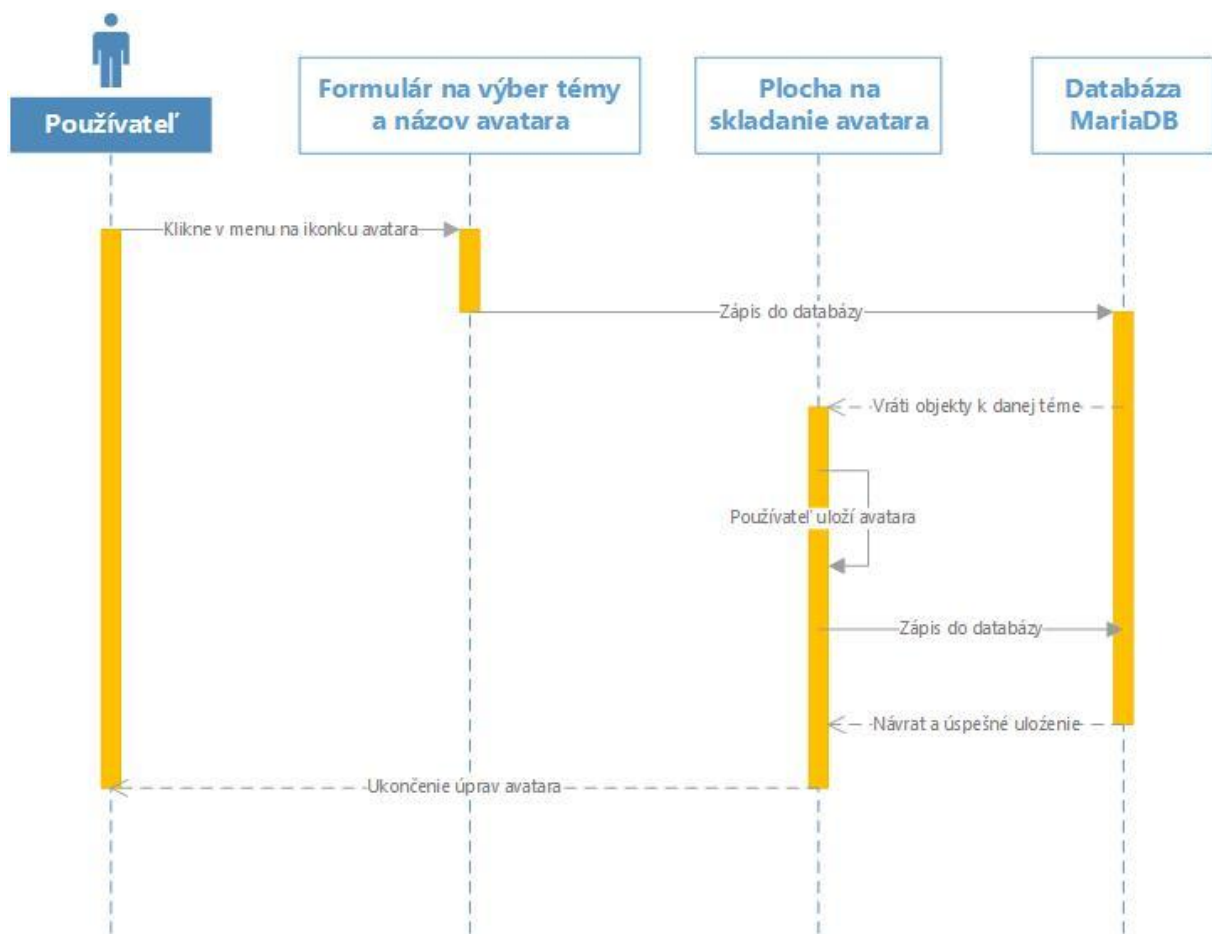 Používateľ
Formulár na výber témy
a názov avatara
Plocha na
skladanie avatara
Databáza
MariaDB
Klikne v menu na ikonku avatara
Zápis do databázy
Vráti objekty k danej téme
Používateľ uloží avatara
Zápis do databázy
Návrat a úspešné uloženie
Ukončenie úprav avatara